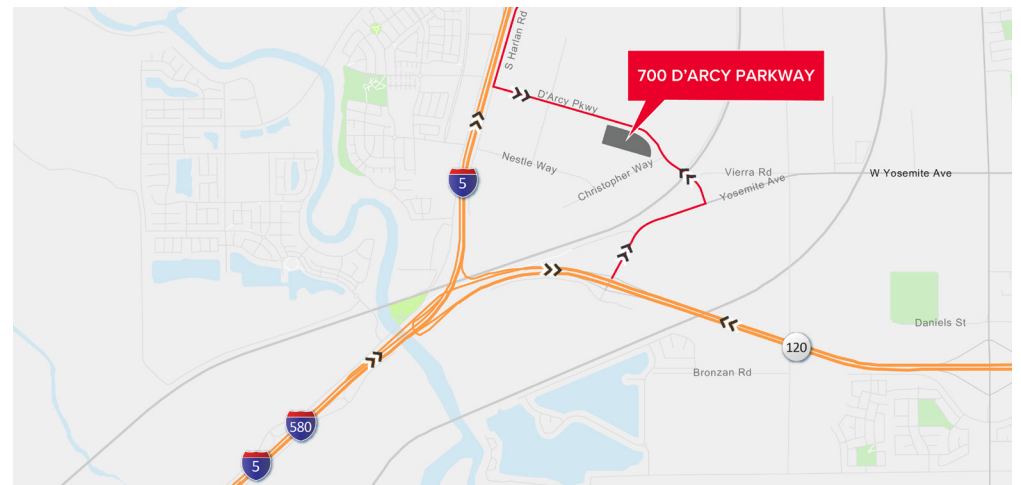 S Harlan Rd
700 D'ARCY PARKWAY
D'Arcy Pkwy
Nestle Way
Christopher Way
Vierra Rd
W Yosemite Ave
Yosemite Ave
5
Daniels St
120
Bronzan Rd
580
5